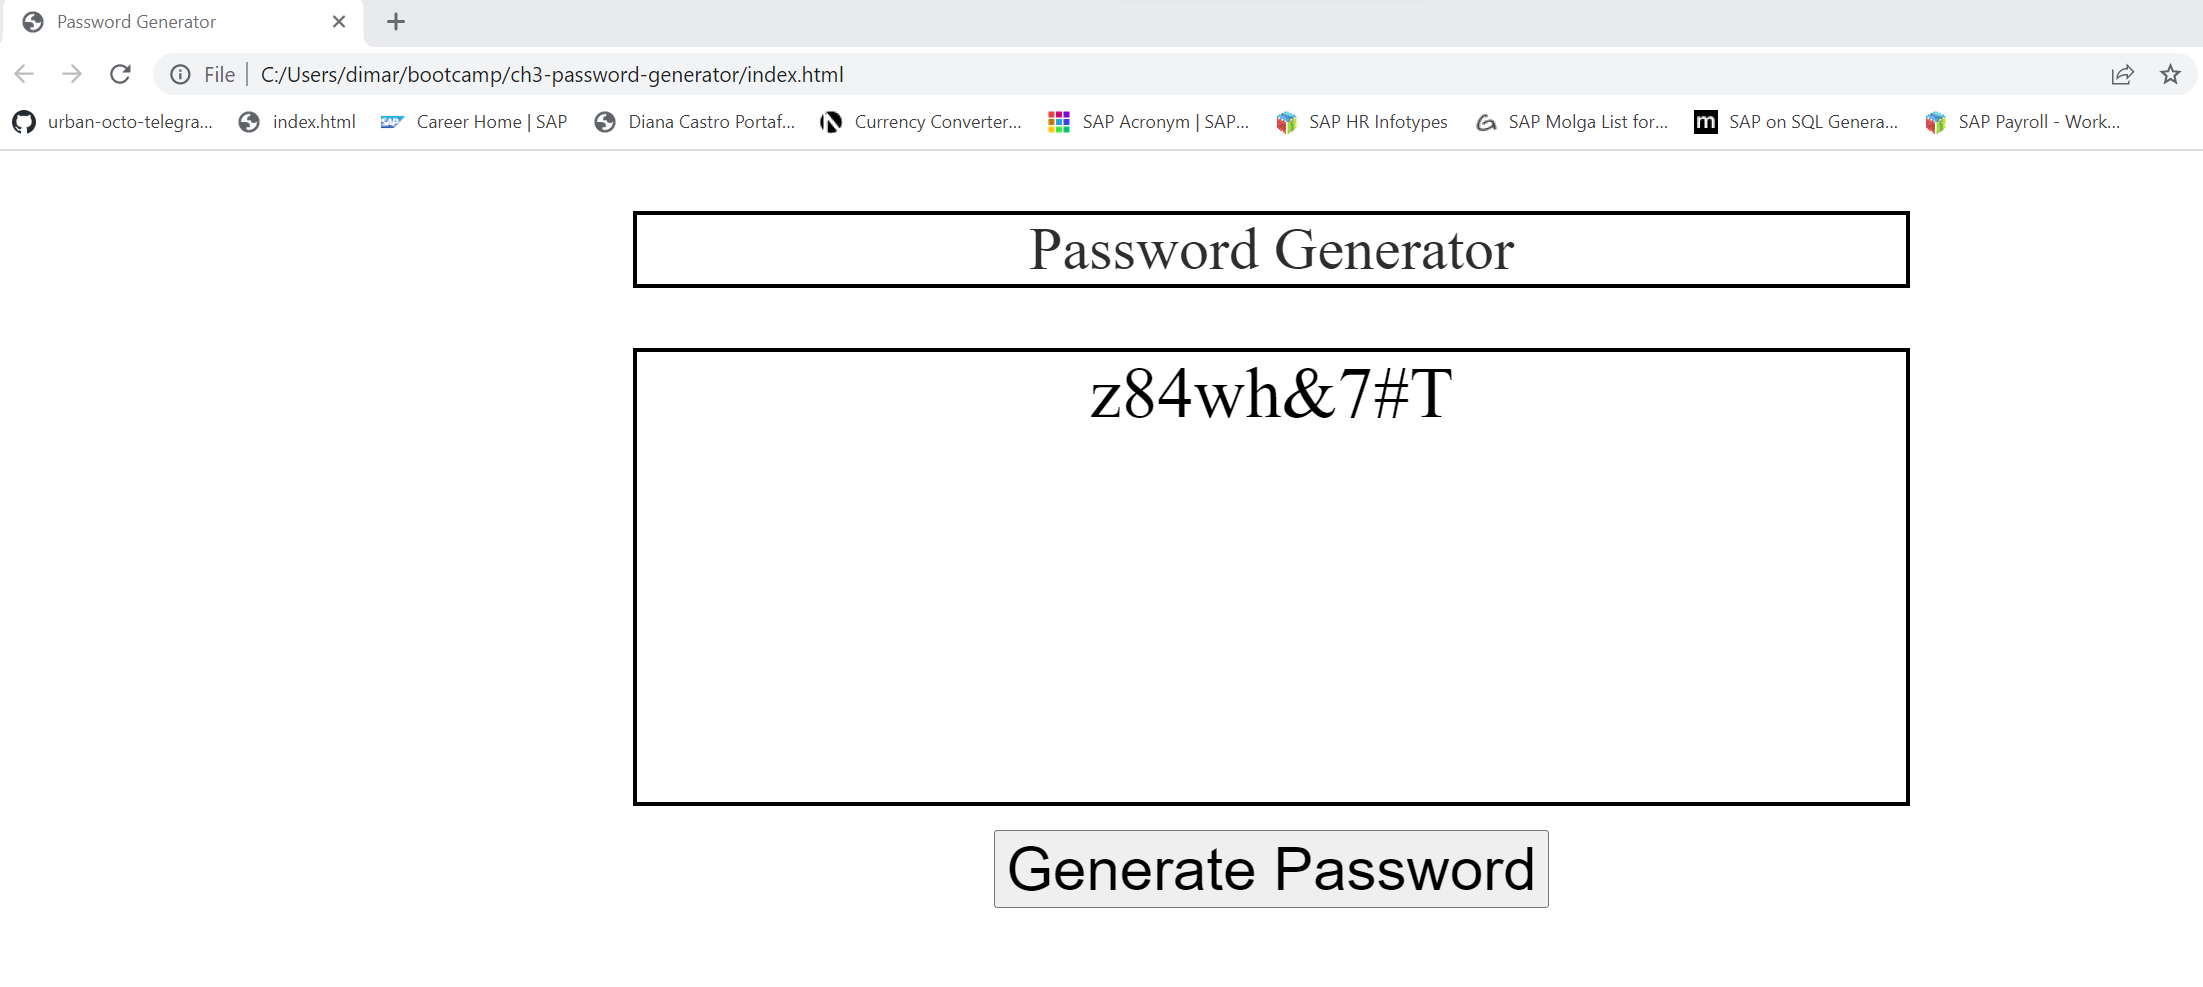 Password Generator
File C:/Users/dimar/bootcamp/ch3-password-generator/index.html
urban-octo-telegra... index.html SAP Career Home | SAP Diana Castro Portaf... Currency Converter... SAP Acronym | SAP... SAP HR Infotypes SAP Molga List for... m SAP on SQL Genera... SAP Payroll - Work...
Password Generator
z84wh&7#T
Generate Password